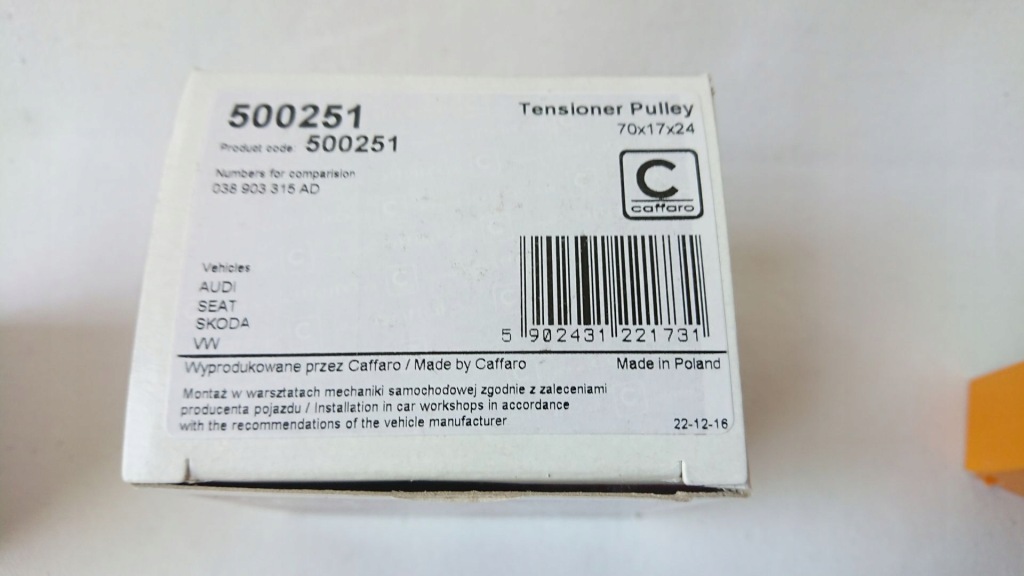 500251
Tensioner Pulley
70x17x24
Product code: 500251
Numbers for comparision
038 903 315 AD
C
caffaro
Vehicles
AUDI
SEAT
SKODA
VW
5 902431 221731
Wyprodukowane przez Caffaro / Made by Caffaro
Made in Poland
Montaż w warsztatach mechaniki samochodowej zgodnie z zaleceniami
producenta pojazdu / Installation in car workshops in accordance
with the recommendations of the vehicle manufacturer
22-12-16